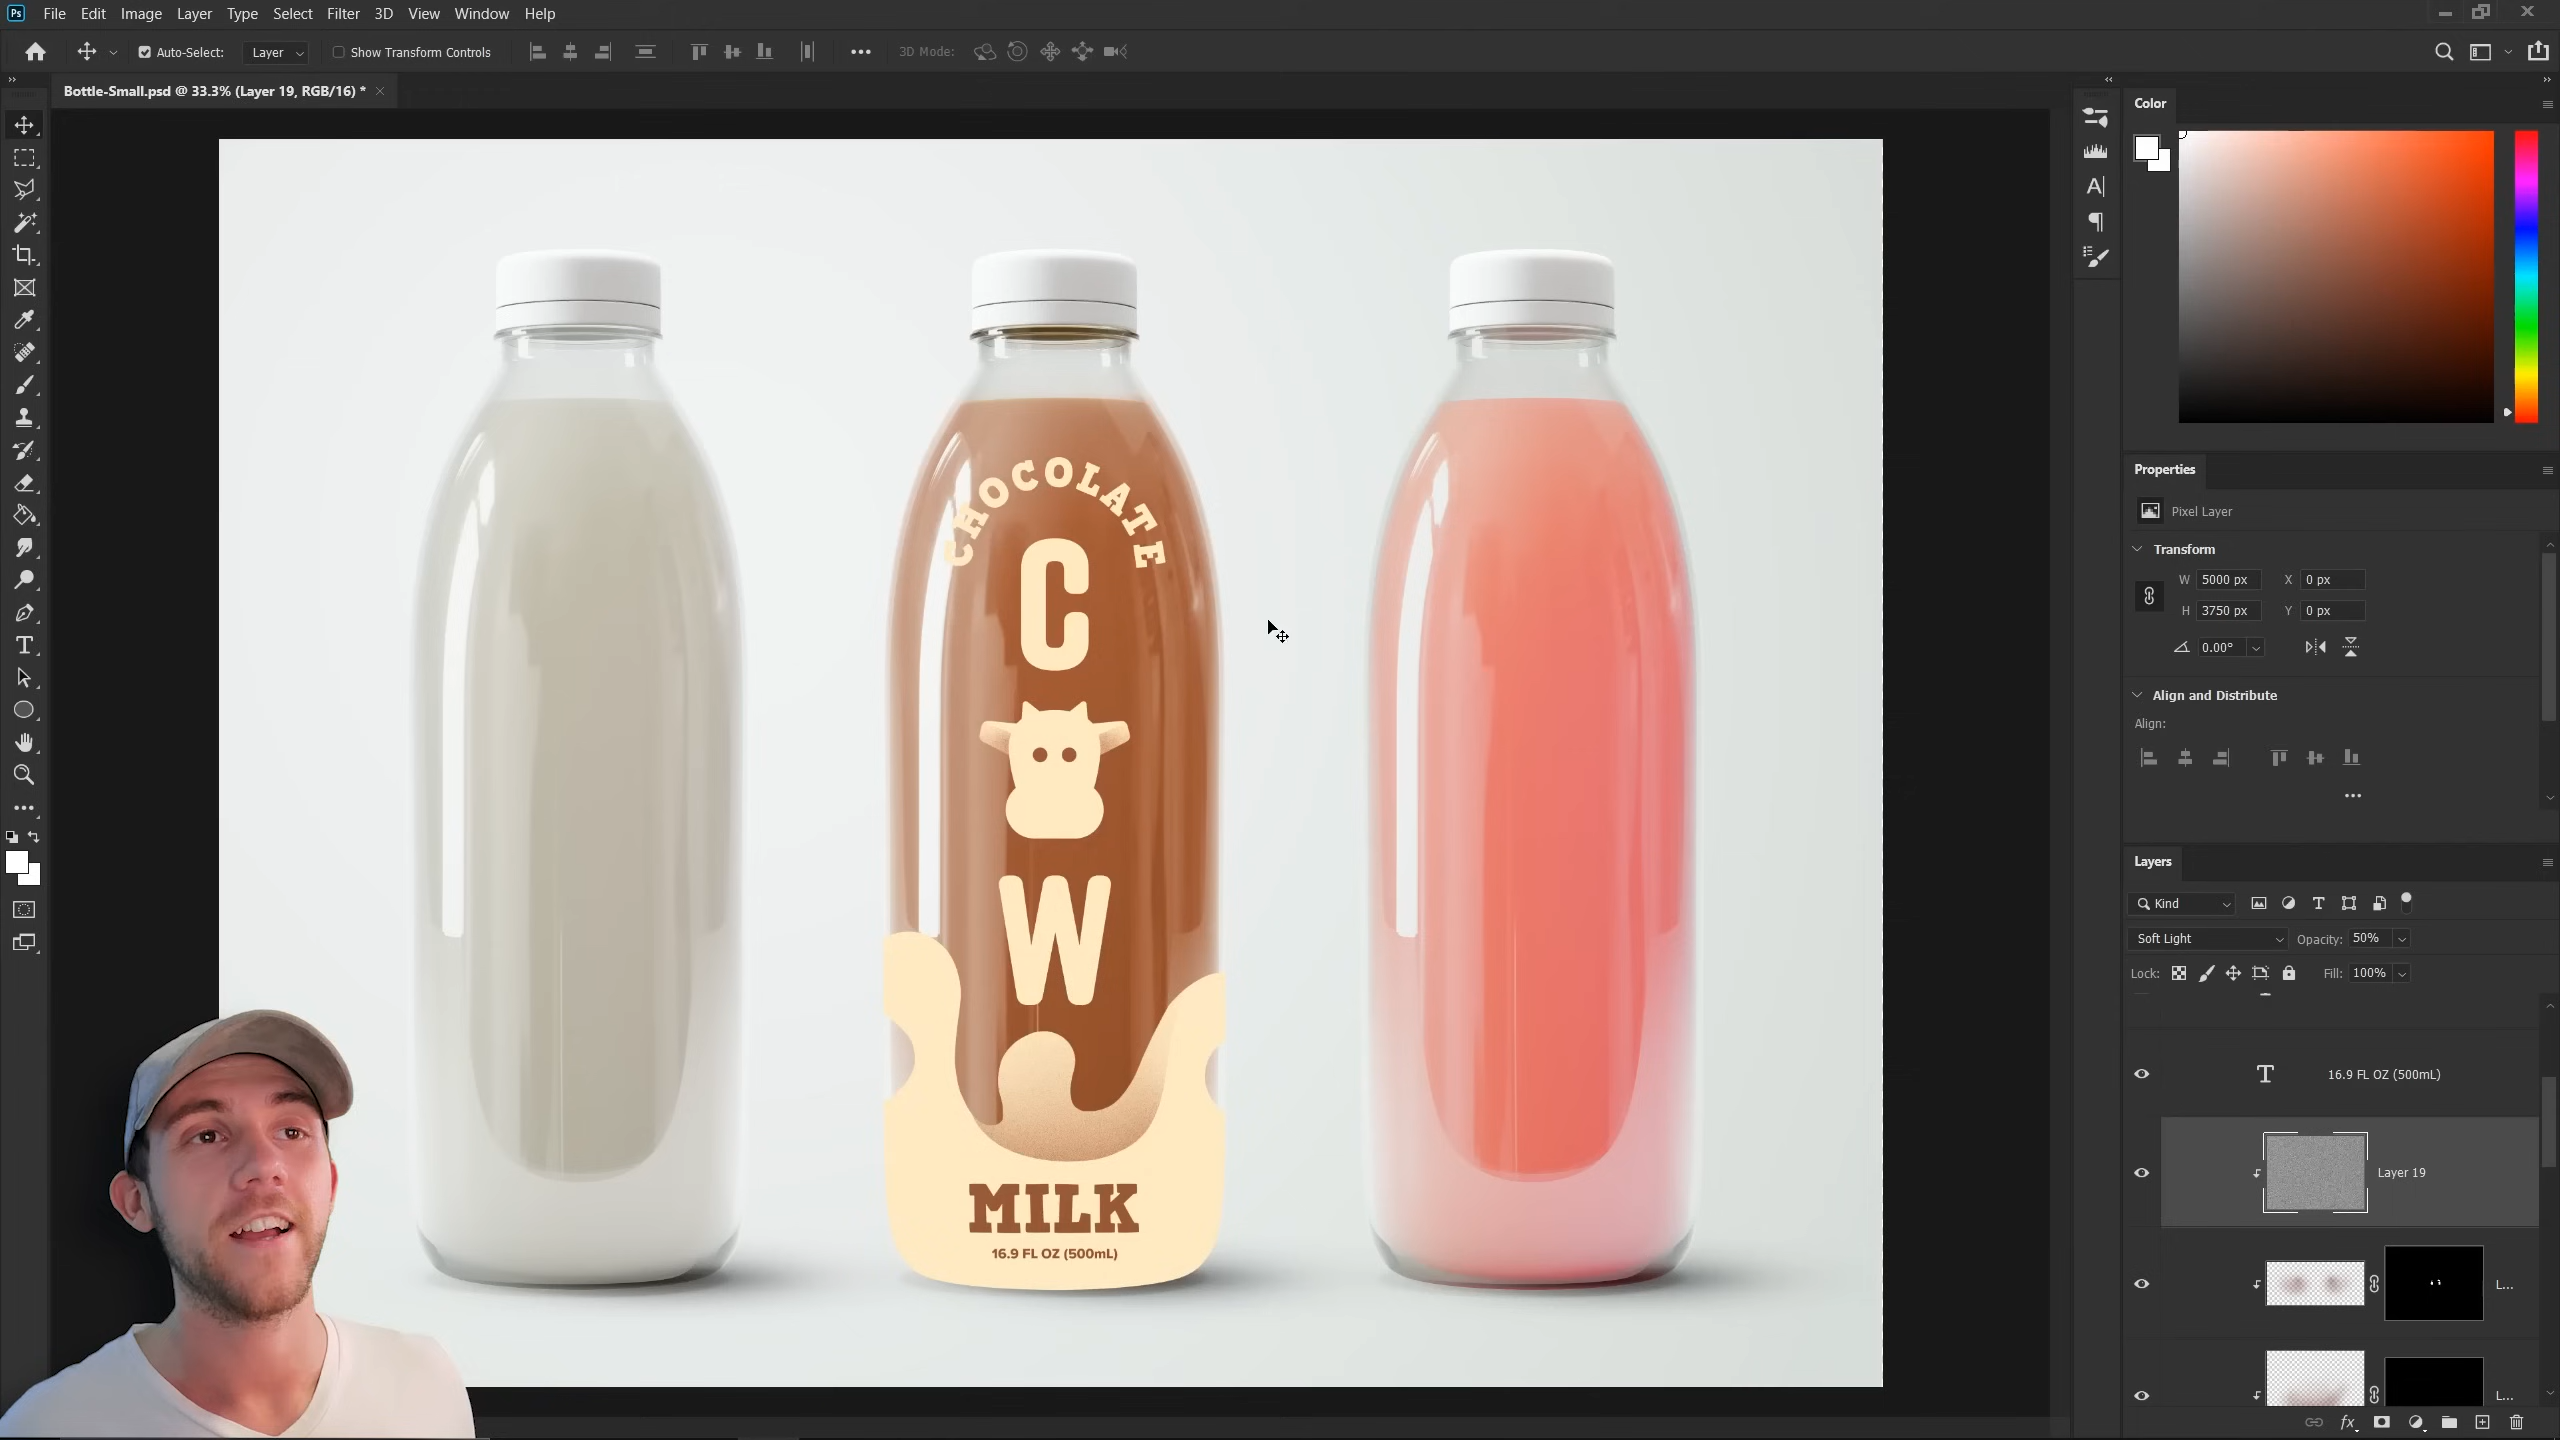 Ps File Edit Image Layer Type Select Filter 3D View Window Help
Auto-Select: Layer Show Transform Controls 3D Mode:
Bottle-Small.psd @ 33.3% (Layer 19, RGB/16) *
CHOCOLATE
C
W
MILK
16.9 FL OZ (500mL)
Color
Properties
Pixel Layer
Transform
W 5000 px X 0 px
H 3750 px Y 0 px
0.00°
Align and Distribute
Align:
Layers
Kind
Soft Light Opacity: 50%
Lock: Fill: 100%
16.9 FL OZ (500mL)
Layer 19
L...
L...
fx